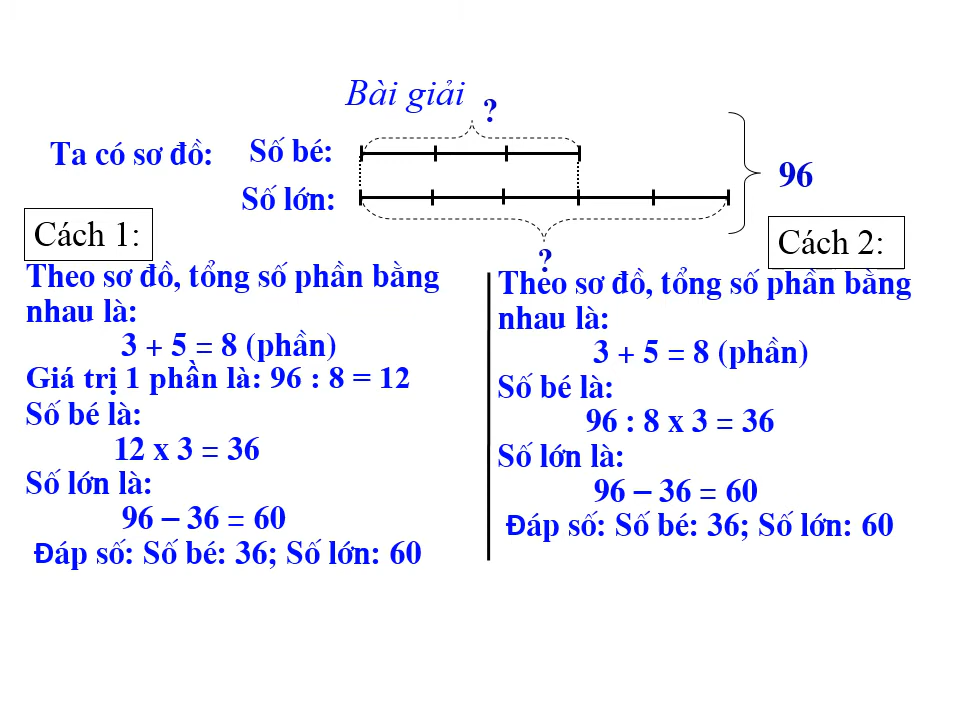 Bài giải
?
Ta có sơ đồ:
Số bé:
Số lớn:
96
?
Cách 1:
Theo sơ đồ, tổng số phần bằng
nhau là:
3 + 5 = 8 (phần)
Giá trị 1 phần là: 96 : 8 = 12
Số bé là:
12 x 3 = 36
Số lớn là:
96 – 36 = 60
Đáp số: Số bé: 36; Số lớn: 60
Cách 2:
Theo sơ đồ, tổng số phần bằng
nhau là:
3 + 5 = 8 (phần)
Số bé là:
96 : 8 x 3 = 36
Số lớn là:
96 – 36 = 60
Đáp số: Số bé: 36; Số lớn: 60